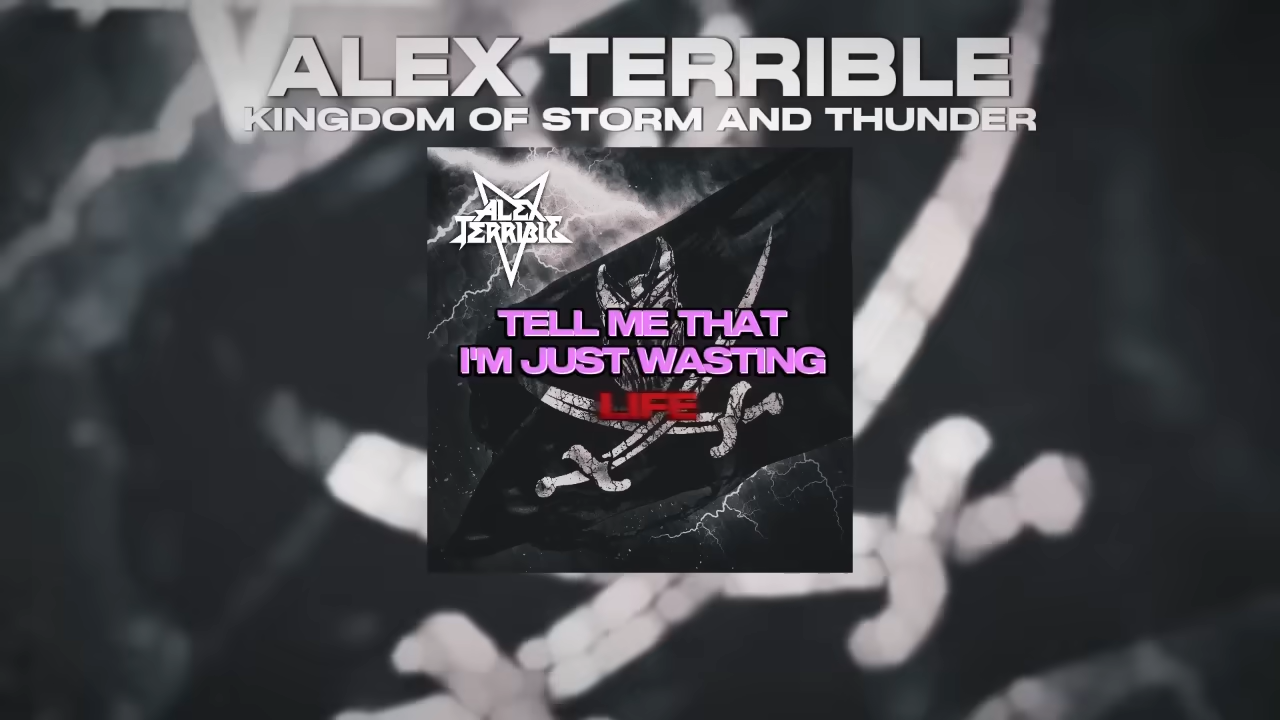 ALEX TERRIBLE
KINGDOM OF STORM AND THUNDER
ALEX
TERRIBLE
TELL ME THAT
I'M JUST WASTING
LIFE